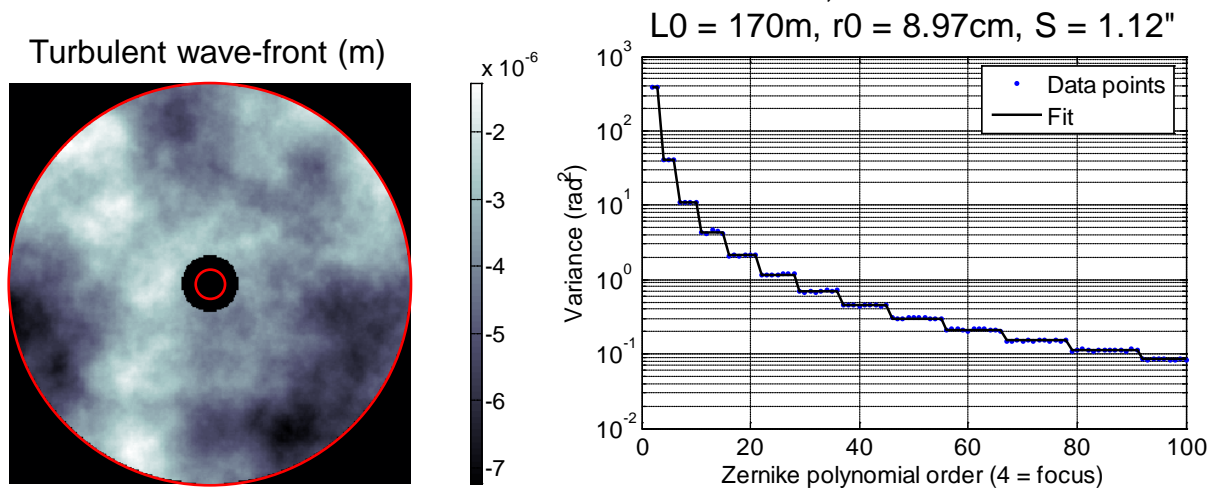 Turbulent wave-front (m)
x 10^-6
-2
-3
-4
-5
-6
-7
L0 = 170m, r0 = 8.97cm, S = 1.12"
Variance (rad^2)
10^3
10^2
10^1
10^0
10^-1
10^-2
Data points
Fit
0 20 40 60 80 100
Zernike polynomial order (4 = focus)